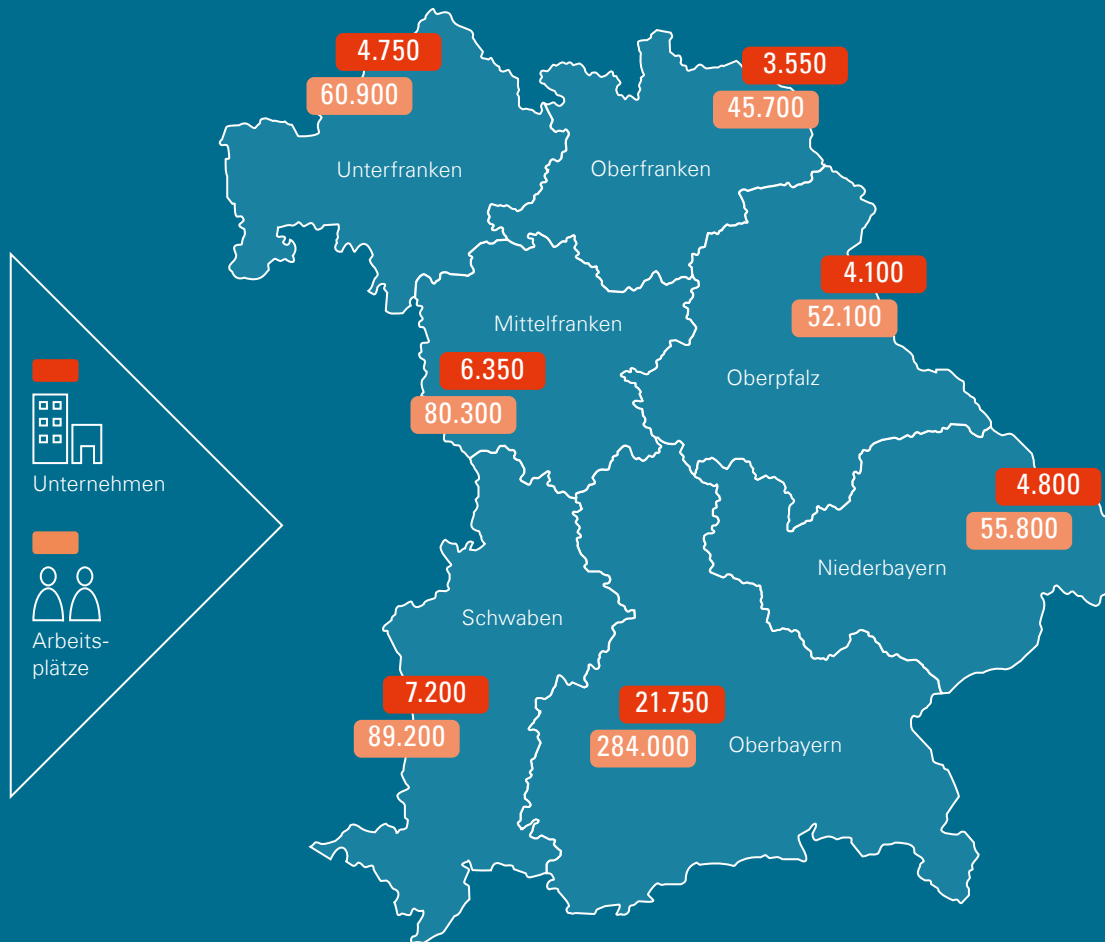 4.750
60.900
Unterfranken
3.550
45.700
Oberfranken
4.100
52.100
Oberpfalz
Mittelfranken
6.350
80.300
4.800
55.800
Niederbayern
Schwaben
7.200
89.200
21.750
284.000
Oberbayern
Unternehmen
Arbeits-
plätze